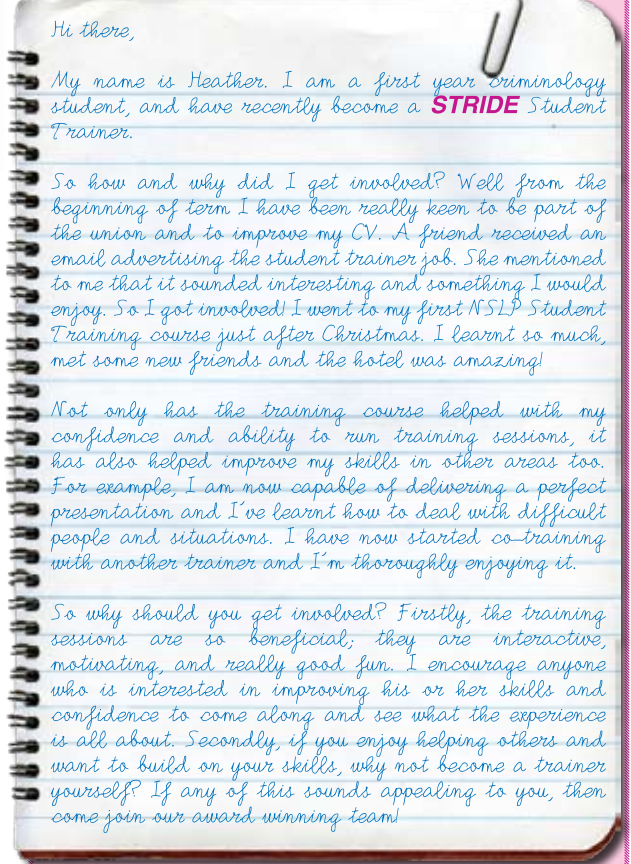 Hi there,
My name is Heather. I am a first year criminology
student, and have recently become a STRIDE Student
Trainer.
So how and why did I get involved? Well from the
beginning of term I have been really keen to be part of
the union and to improve my CV. A friend received an
email advertising the student trainer job. She mentioned
to me that it sounded interesting and something I would
enjoy. So I got involved! I went to my first NSLP Student
Training course just after Christmas. I learnt so much,
met some new friends and the hotel was amazing!
Not only has the training course helped with my
confidence and ability to run training sessions, it
has also helped improve my skills in other areas too.
For example, I am now capable of delivering a perfect
presentation and I´ve learnt how to deal with difficult
people and situations. I have now started co-training
with another trainer and I´m thoroughly enjoying it.
So why should you get involved? Firstly, the training
sessions are so beneficial; they are interactive,
motivating, and really good fun. I encourage anyone
who is interested in improving his or her skills and
confidence to come along and see what the experience
is all about. Secondly, if you enjoy helping others and
want to build on your skills, why not become a trainer
yourself? If any of this sounds appealing to you, then
come join our award winning team!